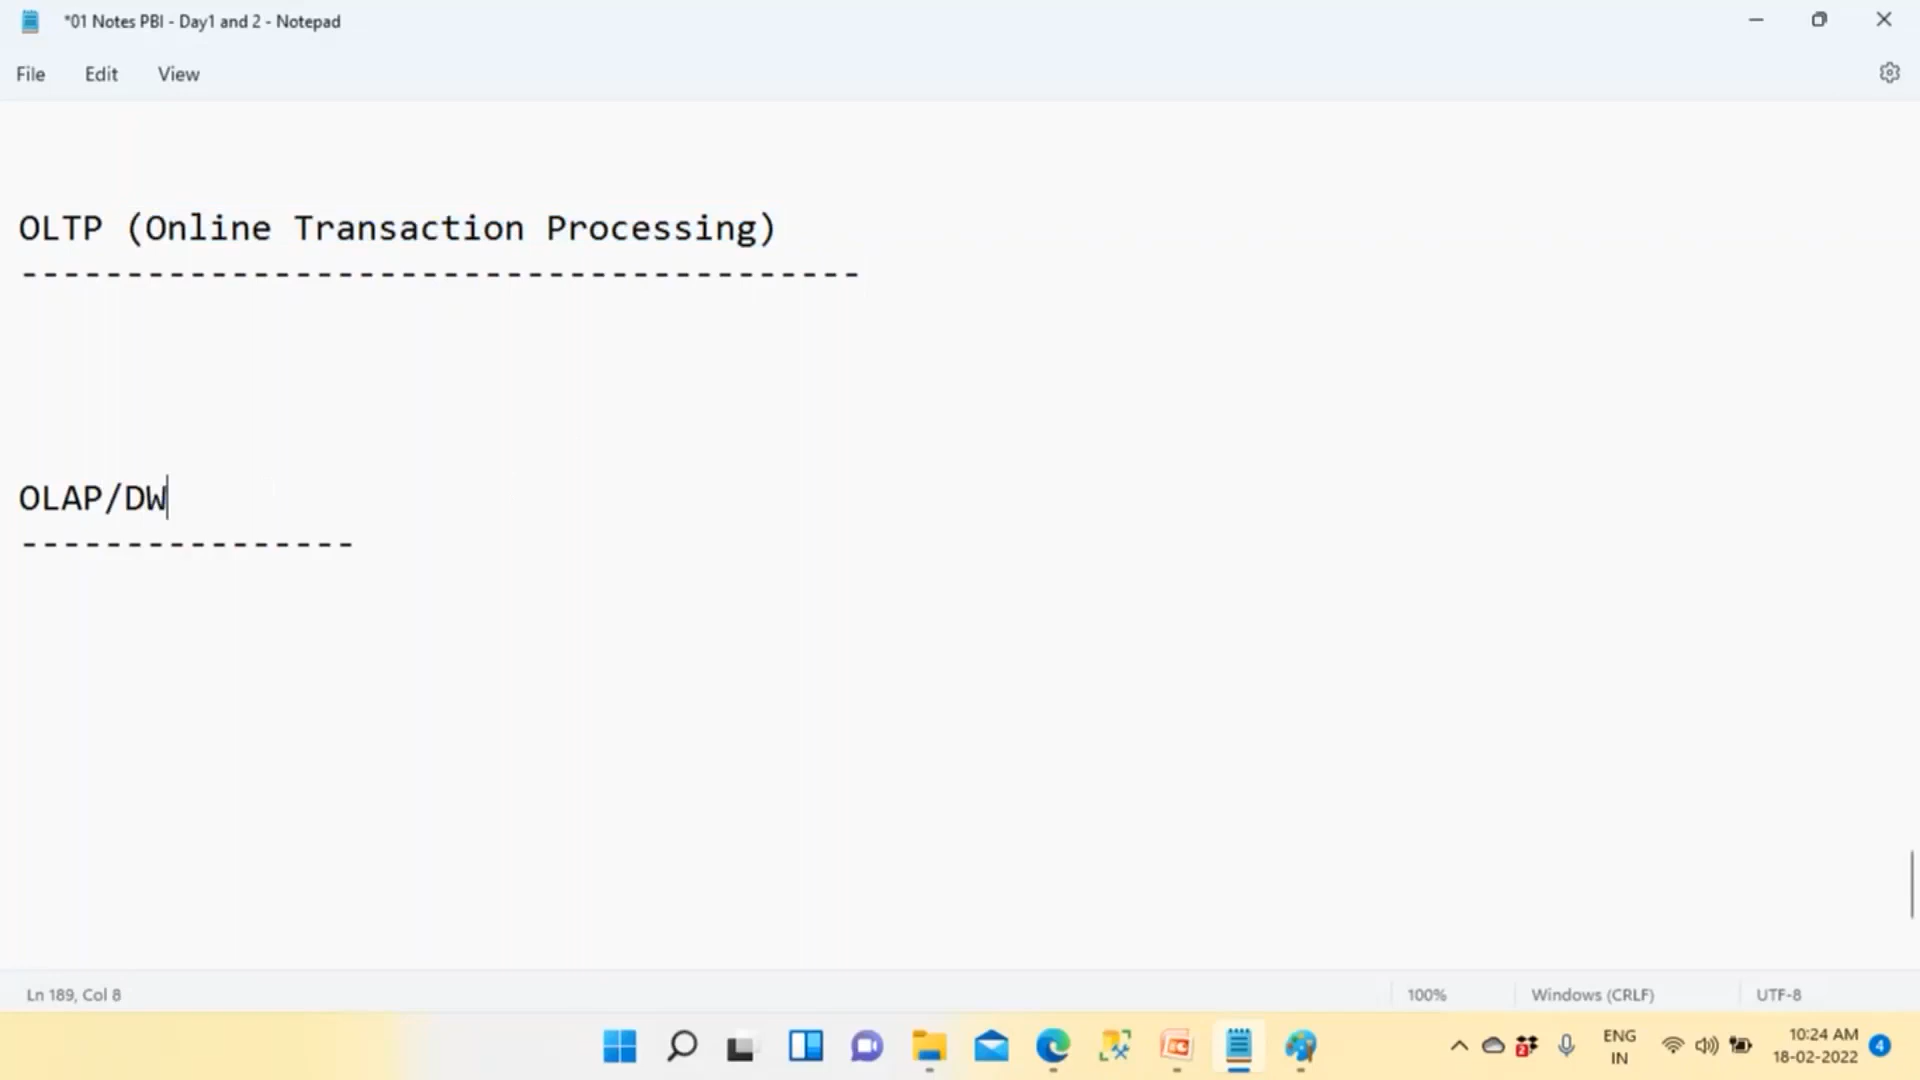 *01 Notes PBI - Day1 and 2 - Notepad
File Edit View
OLTP (Online Transaction Processing)
----------------------------------------
OLAP/DW
----------------
Ln 189, Col 8 100% Windows (CRLF) UTF-8
ENG 10:24 AM
IN 18-02-2022 4
2